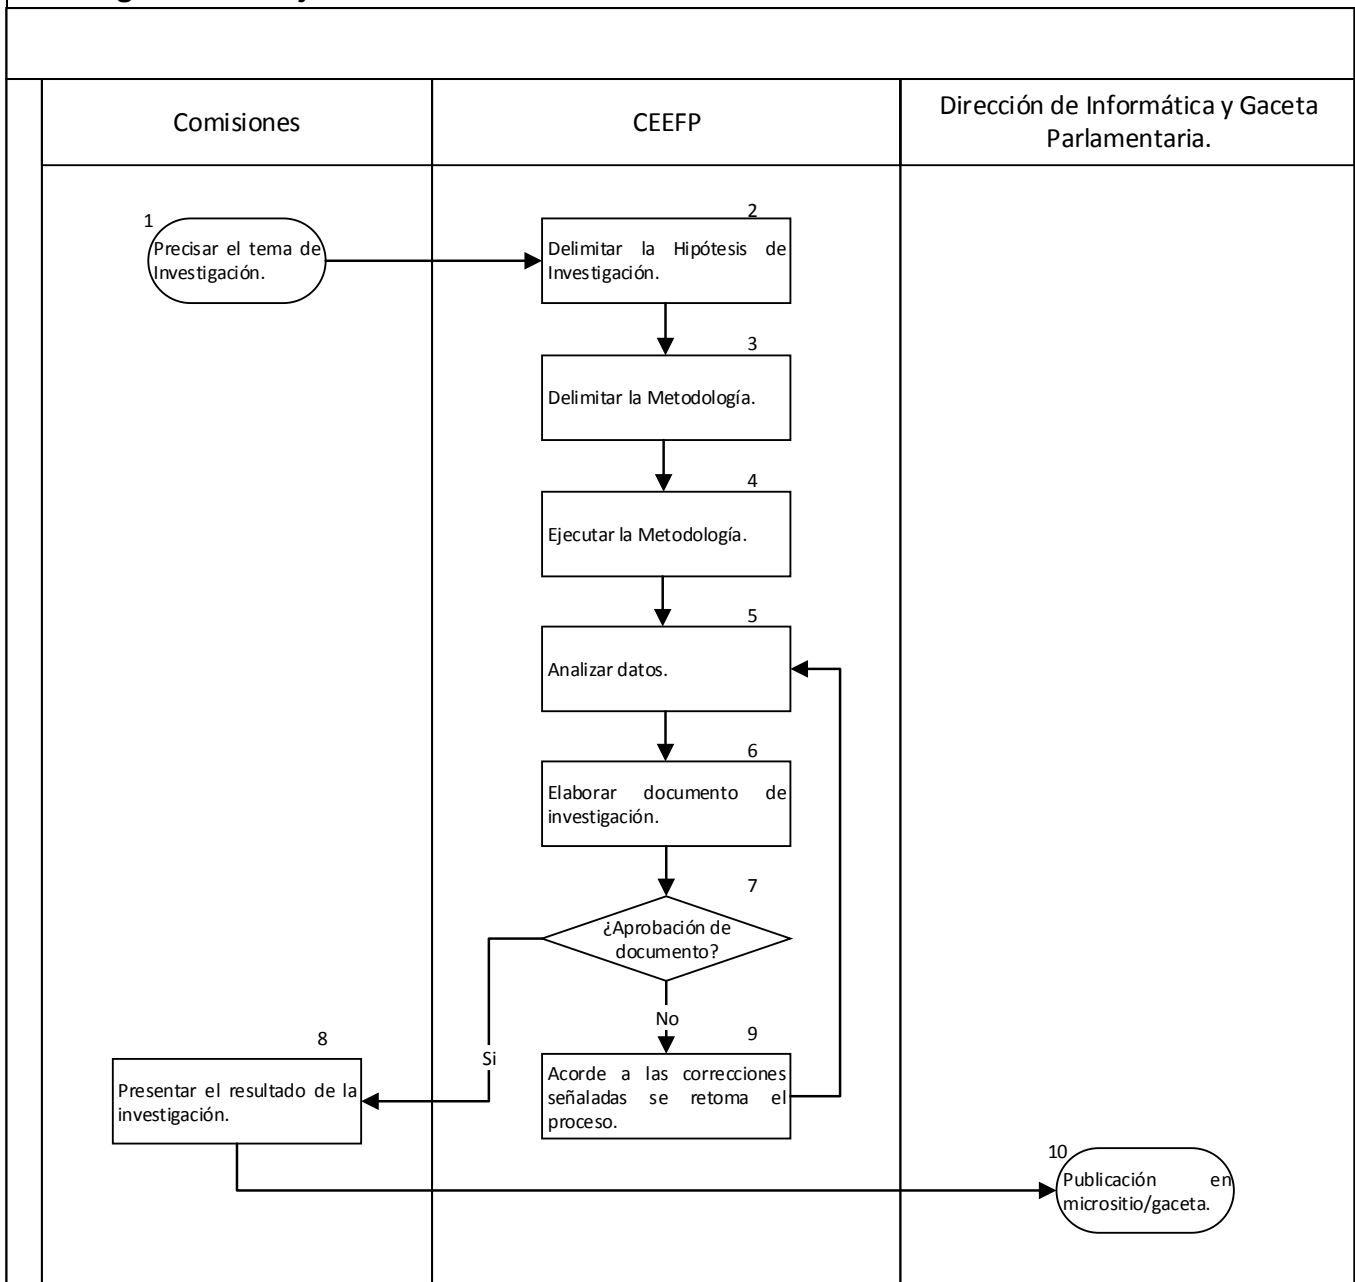 Comisiones
CEEFP
Dirección de Informática y Gaceta
Parlamentaria.
1
Precisar el tema de
Investigación.
2
Delimitar la Hipótesis de
Investigación.
3
Delimitar la Metodología.
4
Ejecutar la Metodología.
5
Analizar datos.
6
Elaborar documento de
investigación.
7
¿Aprobación de
documento?
No
Si
8
Presentar el resultado de la
investigación.
9
Acorde a las correcciones
señaladas se retoma el
proceso.
10
Publicación en
micrositio/gaceta.